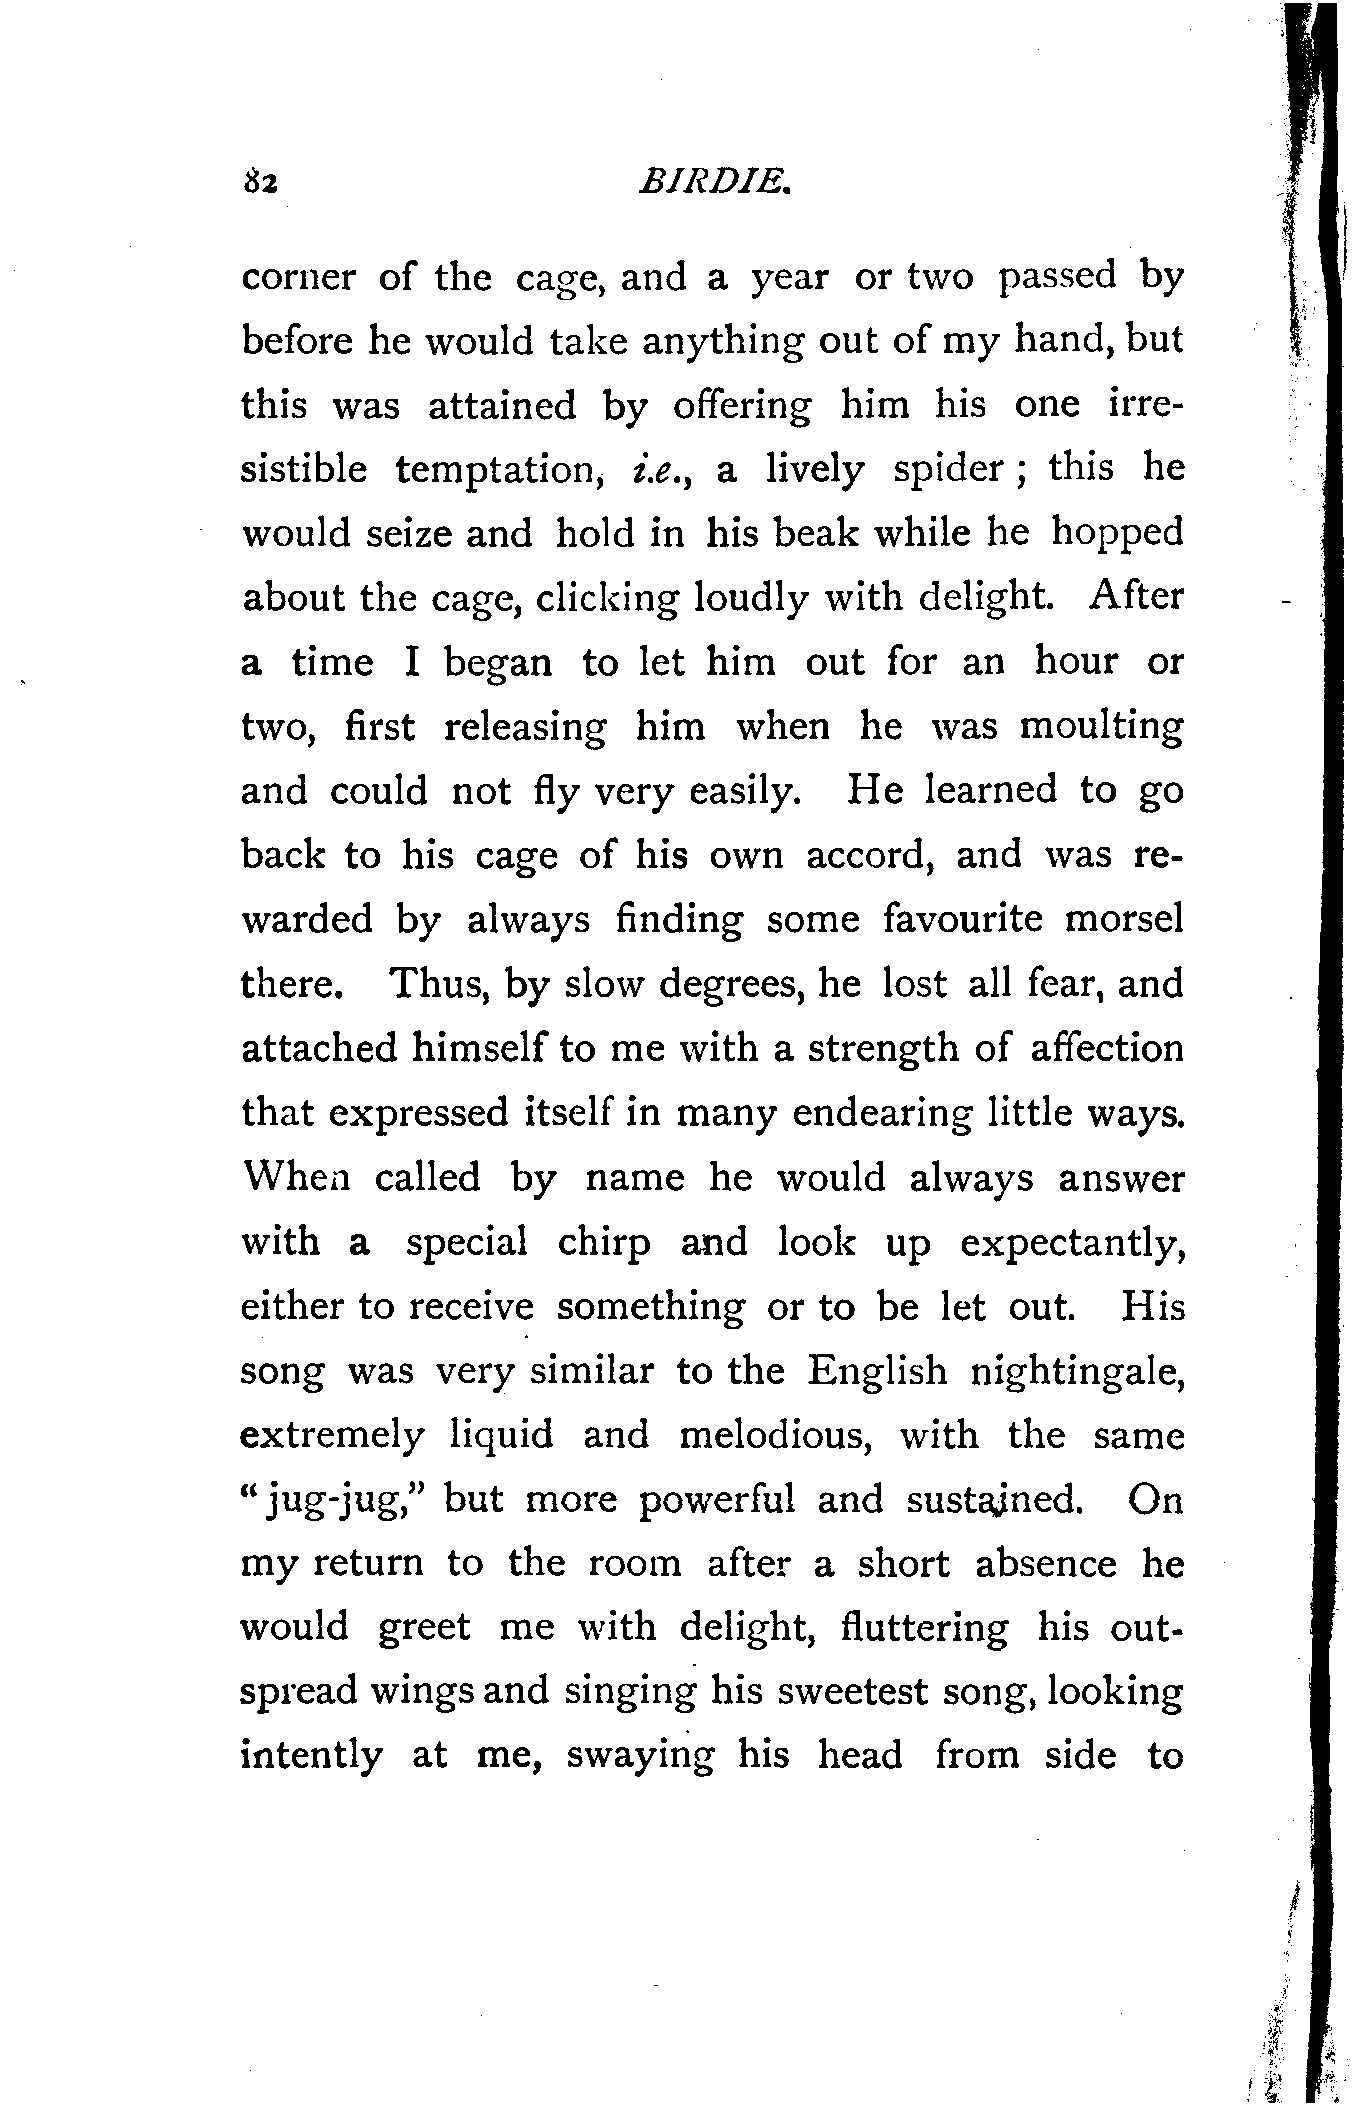 82 BIRDIE.
corner of the cage, and a year or two passed by
before he would take anything out of my hand, but
this was attained by offering him his one irre-
sistible temptation, i.e., a lively spider ; this he
would seize and hold in his beak while he hopped
about the cage, clicking loudly with delight. After
a time I began to let him out for an hour or
two, first releasing him when he was moulting
and could not fly very easily. He learned to go
back to his cage of his own accord, and was re-
warded by always finding some favourite morsel
there. Thus, by slow degrees, he lost all fear, and
attached himself to me with a strength of affection
that expressed itself in many endearing little ways.
When called by name he would always answer
with a special chirp and look up expectantly,
either to receive something or to be let out. His
song was very similar to the English nightingale,
extremely liquid and melodious, with the same
“ jug-jug,” but more powerful and sustained. On
my return to the room after a short absence he
would greet me with delight, fluttering his out-
spread wings and singing his sweetest song, looking
intently at me, swaying his head from side to